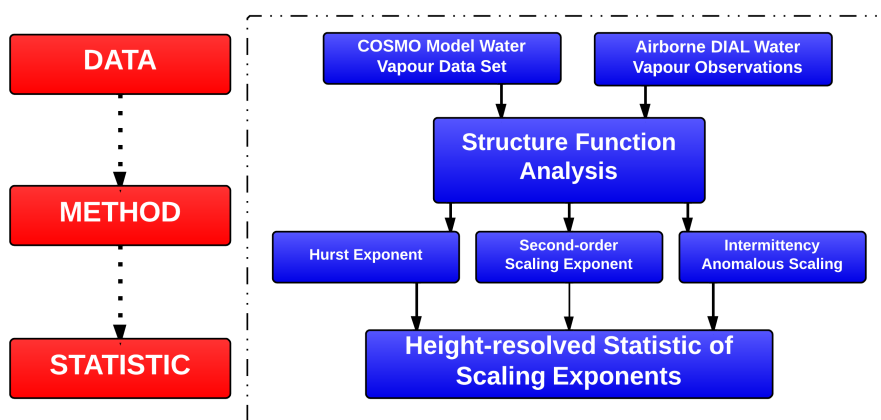 DATA
METHOD
STATISTIC
COSMO Model Water
Vapour Data Set
Airborne DIAL Water
Vapour Observations
Structure Function
Analysis
Hurst Exponent
Second-order
Scaling Exponent
Intermittency
Anomalous Scaling
Height-resolved Statistic of
Scaling Exponents